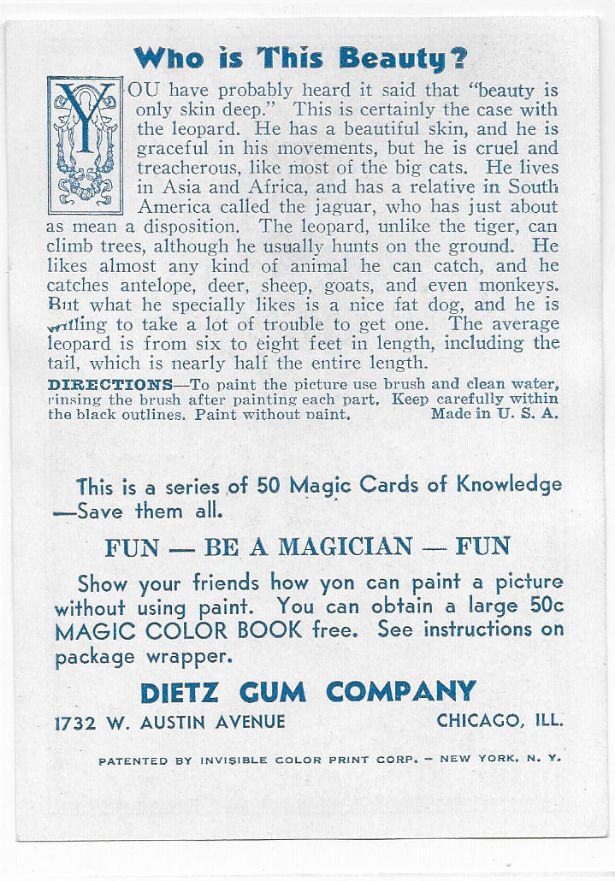 Who is This Beauty?
YOU have probably heard it said that "beauty is
only skin deep." This is certainly the case with
the leopard. He has a beautiful skin, and he is
graceful in his movements, but he is cruel and
treacherous, like most of the big cats. He lives
in Asia and Africa, and has a relative in South
America called the jaguar, who has just about
as mean a disposition. The leopard, unlike the tiger, can
climb trees, although he usually hunts on the ground. He
likes almost any kind of animal he can catch, and he
catches antelope, deer, sheep, goats, and even monkeys.
But what he specially likes is a nice fat dog, and he is
willing to take a lot of trouble to get one. The average
leopard is from six to eight feet in length, including the
tail, which is nearly half the entire length.
DIRECTIONS—To paint the picture use brush and clean water,
rinsing the brush after painting each part. Keep carefully within
the black outlines. Paint without paint. Made in U. S. A.
This is a series of 50 Magic Cards of Knowledge
—Save them all.
FUN — BE A MAGICIAN — FUN
Show your friends how yon can paint a picture
without using paint. You can obtain a large 50c
MAGIC COLOR BOOK free. See instructions on
package wrapper.
DIETZ GUM COMPANY
1732 W. AUSTIN AVENUE CHICAGO, ILL.
PATENTED BY INVISIBLE COLOR PRINT CORP. – NEW YORK, N. Y.